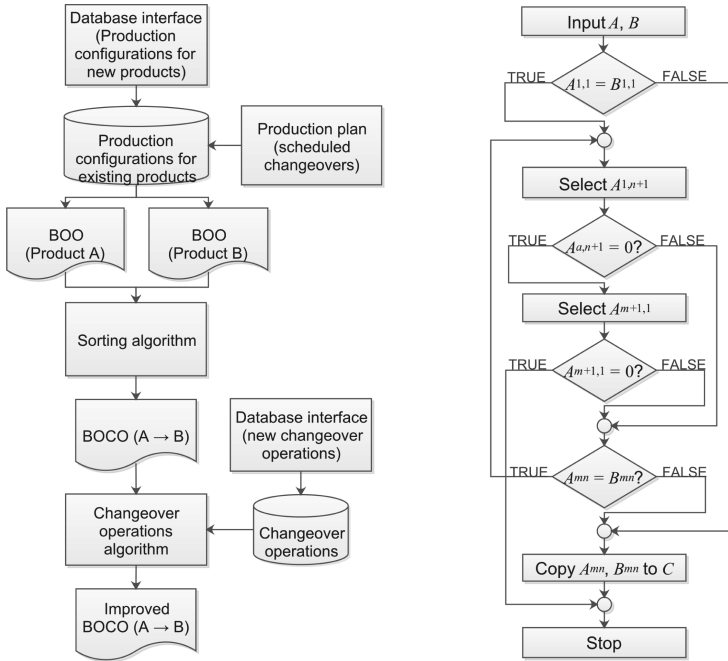 Database interface
(Production
configurations for
new products)
Production
configurations for
existing products
Production plan
(scheduled
changeovers)
BOO
(Product A)
BOO
(Product B)
Sorting algorithm
BOCO (A → B)
Database interface
(new changeover
operations)
Changeover
operations
algorithm
Changeover
operations
Improved
BOCO (A → B)
Input A, B
TRUE
A1,1 = B1,1
FALSE
Select A1,n+1
TRUE
Aa,n+1 = 0?
FALSE
Select Am+1,1
TRUE
Am+1,1 = 0?
FALSE
TRUE
Amn = Bmn?
FALSE
Copy Amn, Bmn to C
Stop